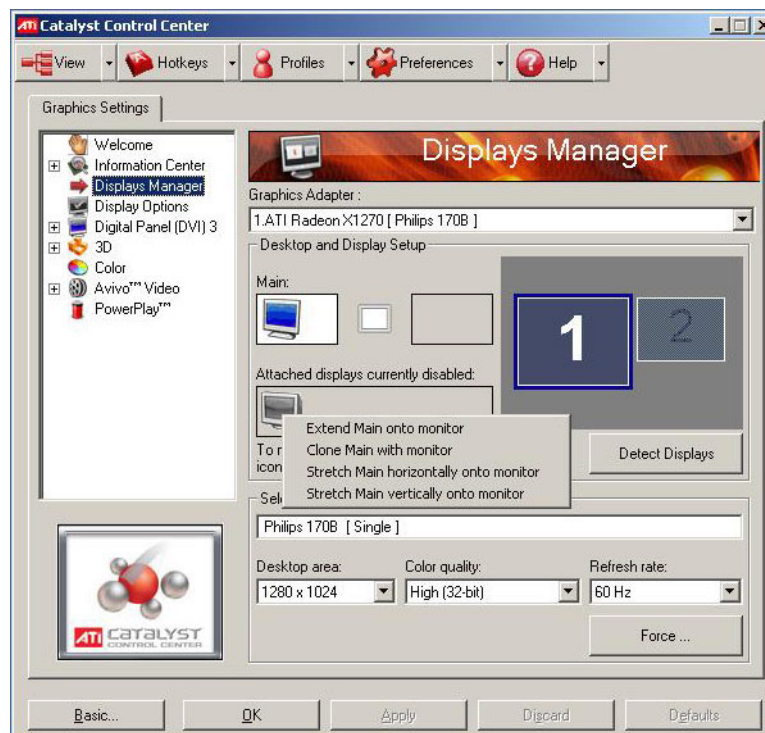 ATI Catalyst Control Center
View Hotkeys Profiles Preferences Help
Graphics Settings
Welcome
Information Center
Displays Manager
Display Options
Digital Panel (DVI) 3
3D
Color
Avivo™ Video
PowerPlay™
ATI CATALYST
CONTROL CENTER
Displays Manager
Graphics Adapter :
1.ATI Radeon X1270 [ Philips 170B ]
Desktop and Display Setup
Main:
1
2
Attached displays currently disabled:
To r
icon
Extend Main onto monitor
Clone Main with monitor
Stretch Main horizontally onto monitor
Stretch Main vertically onto monitor
Detect Displays
Sel
Philips 170B [ Single ]
Desktop area: Color quality: Refresh rate:
1280 x 1024 High (32-bit) 60 Hz
Force ...
Basic... OK Apply Discard Defaults